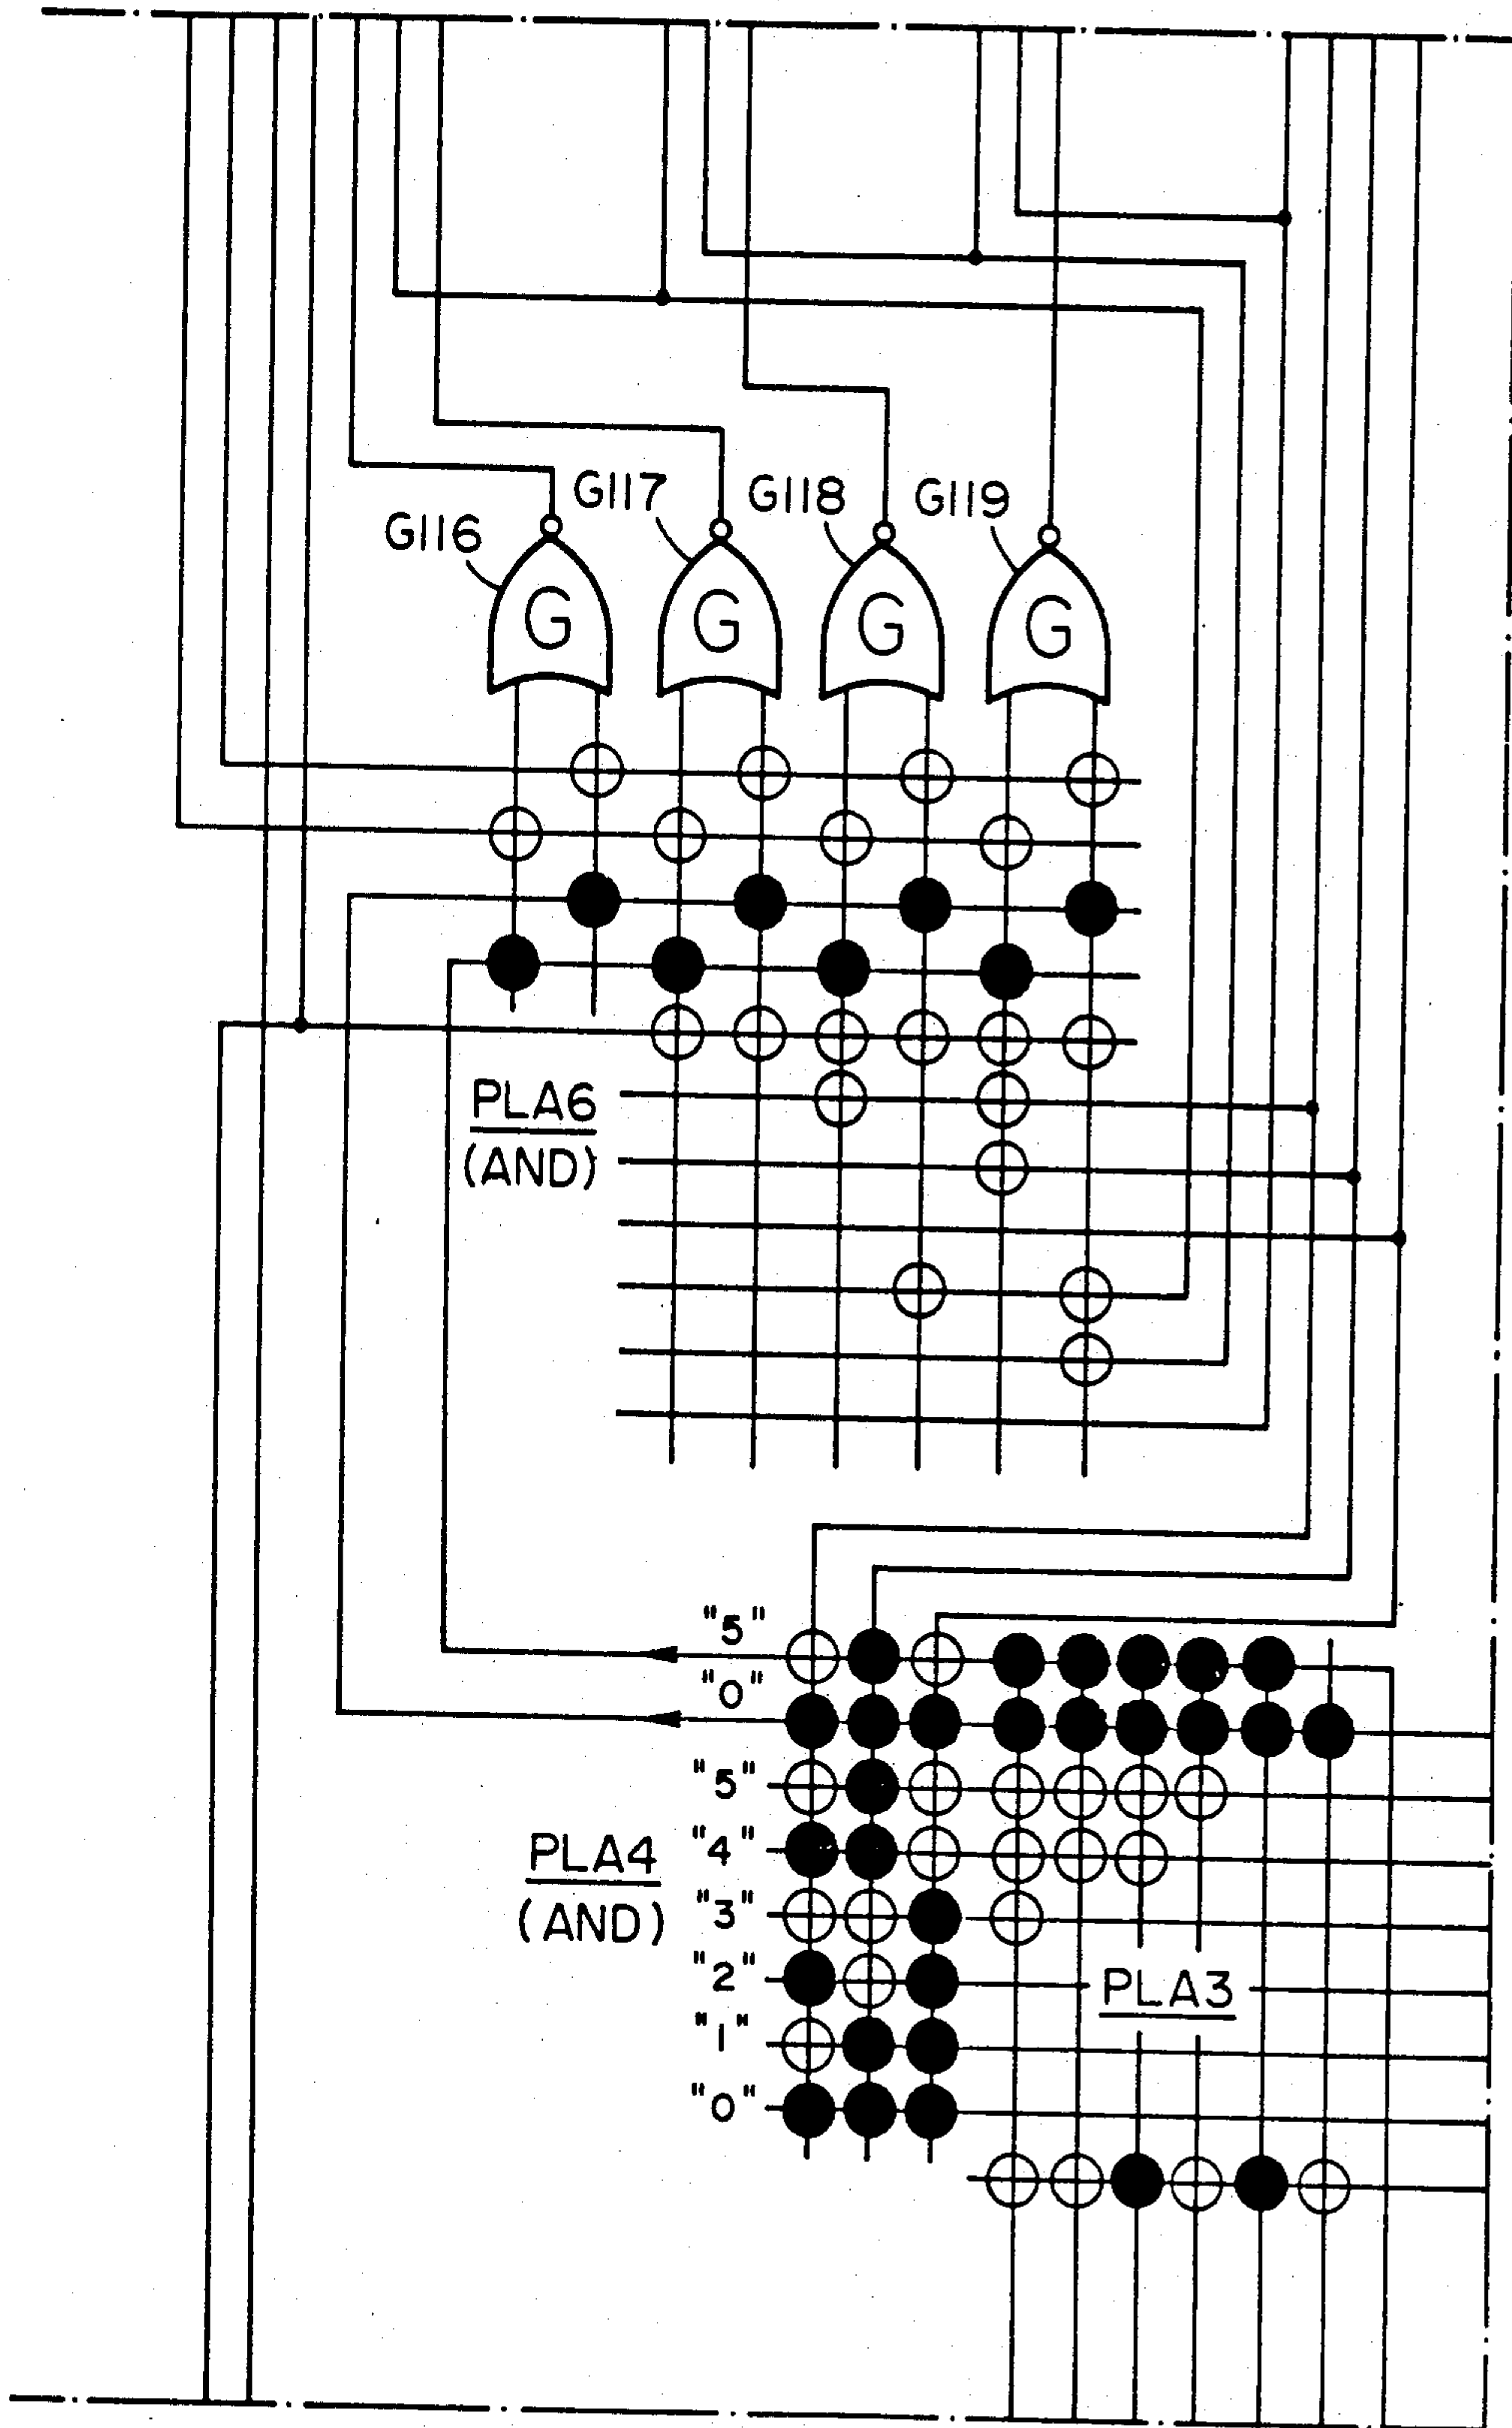 G116
G117
G118
G119
G
G
G
G
PLA6
(AND)
"5"
"0"
"5"
PLA4
(AND)
"4"
"3"
"2"
PLA3
"1"
"0"